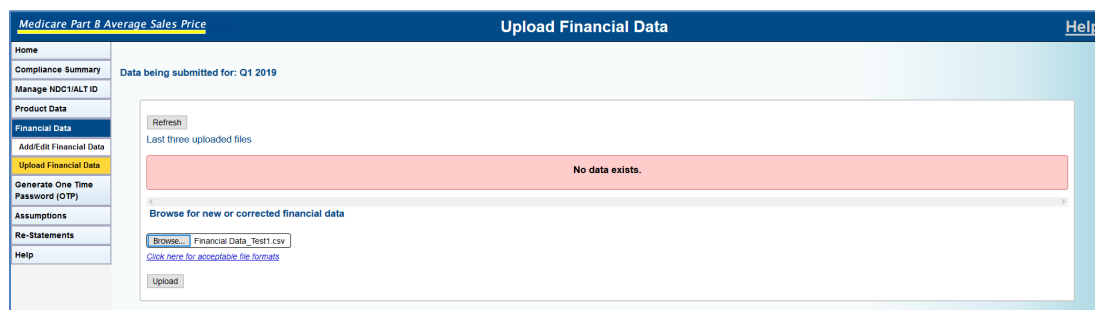 Medicare Part B Average Sales Price
Upload Financial Data
Help
Home
Compliance Summary
Manage NDC1/ALT ID
Product Data
Financial Data
Add/Edit Financial Data
Upload Financial Data
Generate One Time
Password (OTP)
Assumptions
Re-Statements
Help
Data being submitted for: Q1 2019
Refresh
Last three uploaded files
No data exists.
Browse for new or corrected financial data
Browse... Financial Data_Test1.csv
Click here for acceptable file formats
Upload